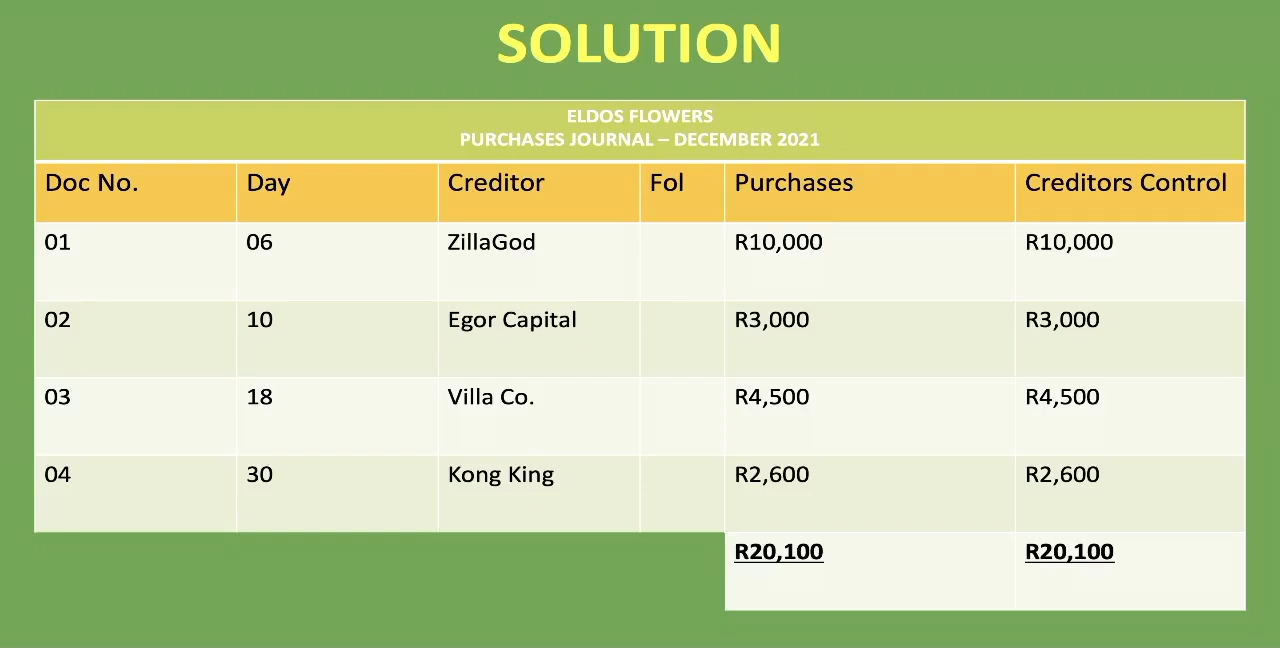 SOLUTION
ELDOS FLOWERS
PURCHASES JOURNAL – DECEMBER 2021
Doc No. Day Creditor Fol Purchases Creditors Control
01 06 ZillaGod R10,000 R10,000
02 10 Egor Capital R3,000 R3,000
03 18 Villa Co. R4,500 R4,500
04 30 Kong King R2,600 R2,600
R20,100 R20,100